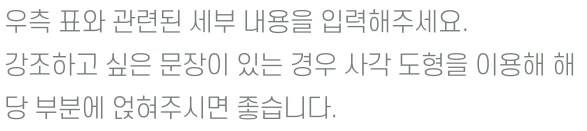 우측 표와 관련된 세부 내용을 입력해주세요.
강조하고 싶은 문장이 있는 경우 사각 도형을 이용해 해
당 부분에 얹혀주시면 좋습니다.